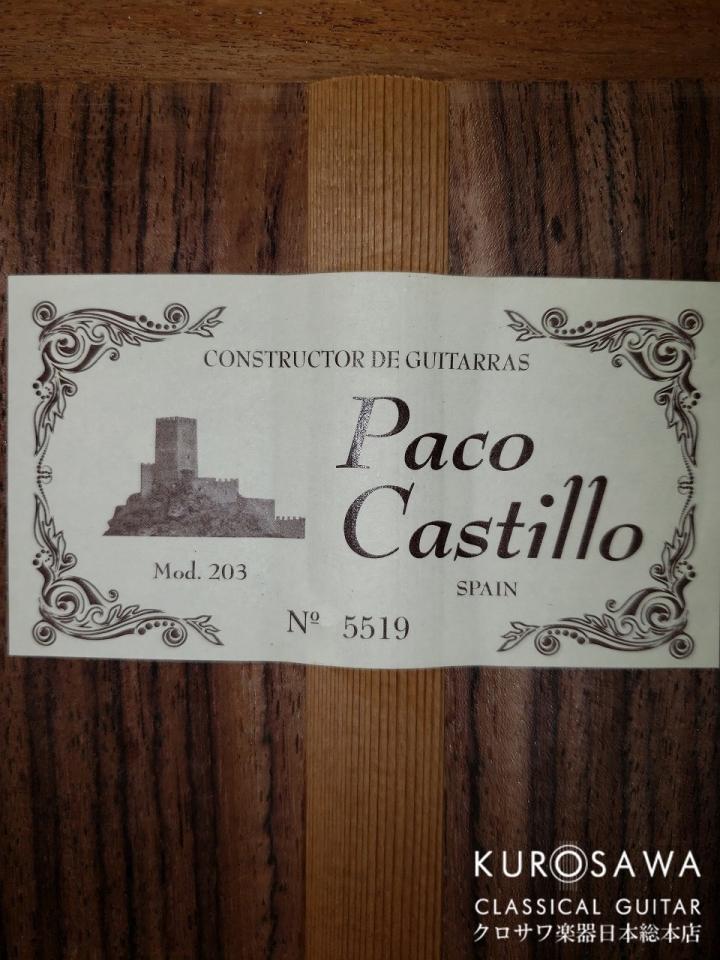 CONSTRUCTOR DE GUITARRAS
Paco
Castillo
SPAIN
Mod. 203
Nº 5519
KUROSAWA
CLASSICAL GUITAR
クロサワ楽器日本総本店